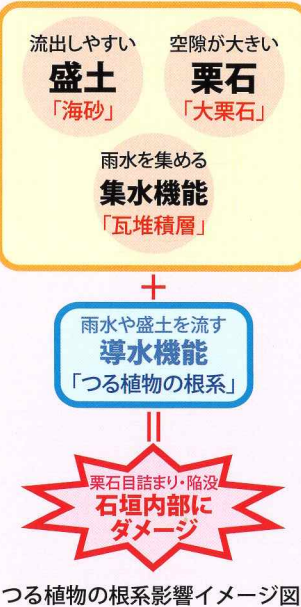 流出しやすい
盛土
「海砂」
空隙が大きい
栗石
「大栗石」
雨水を集める
集水機能
「瓦堆積層」
+
雨水や盛土を流す
導水機能
「つる植物の根系」
||
栗石目詰まり・陥没
石垣内部に
ダメージ
つる植物の根系影響イメージ図